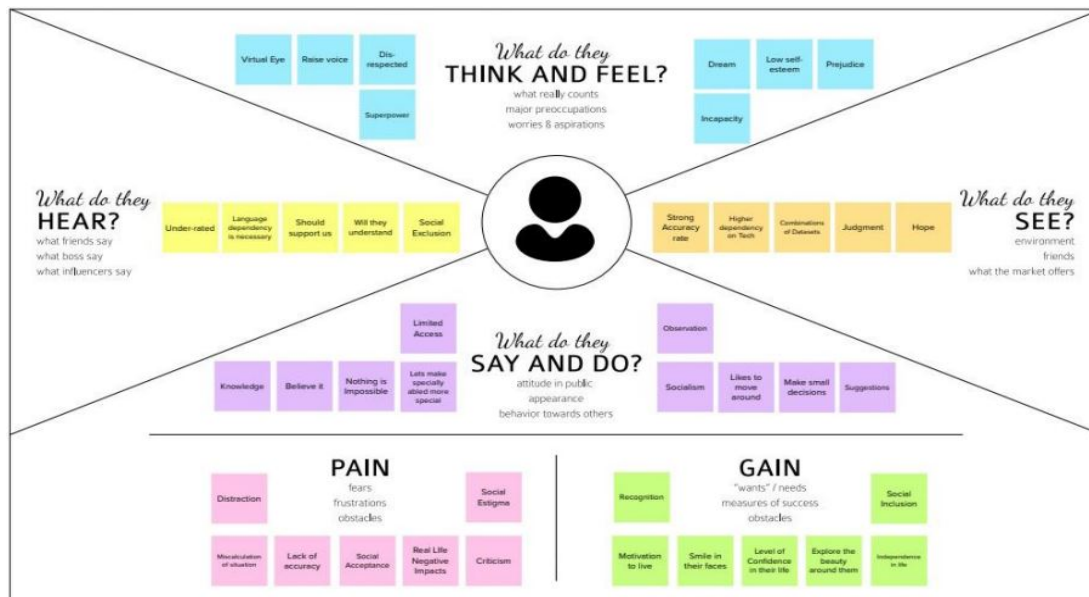 What do they
THINK AND FEEL?
what really counts
major preoccupations
worries & aspirations
Virtual Eye
Raise voice
Dis-
respected
Superpower
Dream
Low self-
esteem
Prejudice
Incapacity
What do they
HEAR?
what friends say
what boss say
what influencers say
Under-rated
Language
dependency
is necessary
Should
support us
Will they
understand
Social
Exclusion
Strong
Accuracy
rate
Higher
dependency
on Tech
Combinations
of Datasets
Judgment
Hope
What do they
SEE?
environment
friends
what the market offers
Limited
Access
Knowledge
Believe it
Nothing is
Impossible
Lets make
specially
abled more
special
What do they
SAY AND DO?
attitude in public
appearance
behavior towards others
Observation
Socialism
Likes to
move
around
Make small
decisions
Suggestions
PAIN
fears
frustrations
obstacles
Distraction
Social
Estigma
Miscalculation
of situation
Lack of
accuracy
Social
Acceptance
Real Life
Negative
Impacts
Criticism
GAIN
"wants" / needs
measures of success
obstacles
Recognition
Social
Inclusion
Motivation
to live
Smile in
their faces
Level of
Confidence
in their life
Explore the
beauty
around them
Independence
in life